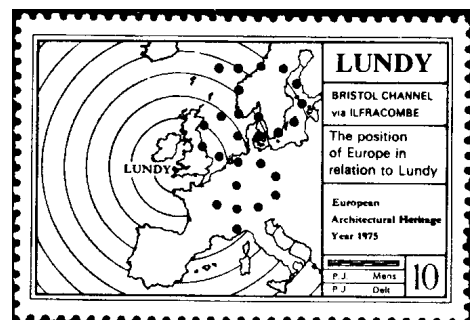 LUNDY
LUNDY
BRISTOL CHANNEL
via ILFRACOMBE
The position
of Europe in
relation to Lundy
European
Architectural Heritage
Year 1975
P.J. Mens
P.J. Delt
10